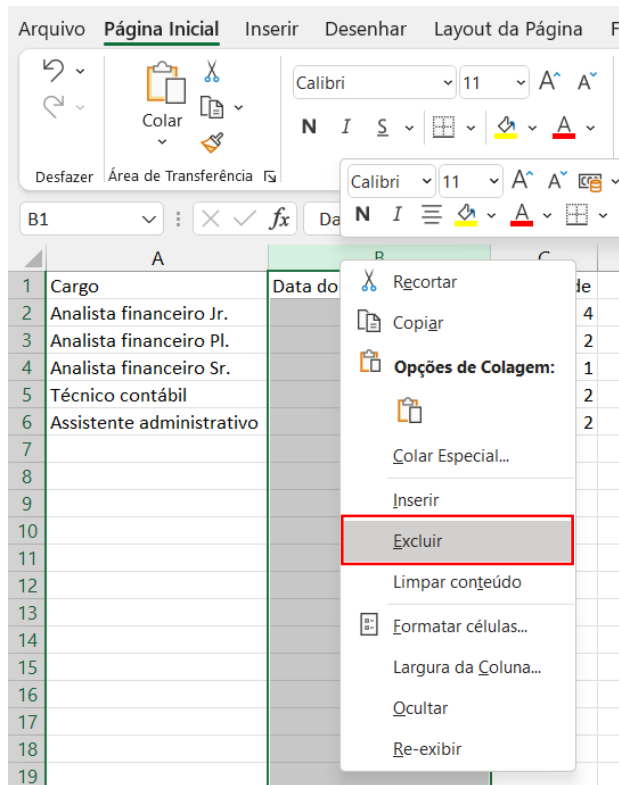 Arquivo Página Inicial Inserir Desenhar Layout da Página F
Colar
Calibri 11 A A
N I S A
Desfazer Área de Transferência
Calibri 11 A A
N I A
B1 fx Da
A B C
1 Cargo Data do de
2 Analista financeiro Jr. 4
3 Analista financeiro Pl. 2
4 Analista financeiro Sr. 1
5 Técnico contábil 2
6 Assistente administrativo 2
7
8
9
10
11
12
13
14
15
16
17
18
19
Recortar
Copiar
Opções de Colagem:
Colar Especial...
Inserir
Excluir
Limpar conteúdo
Formatar células...
Largura da Coluna...
Ocultar
Re-exibir